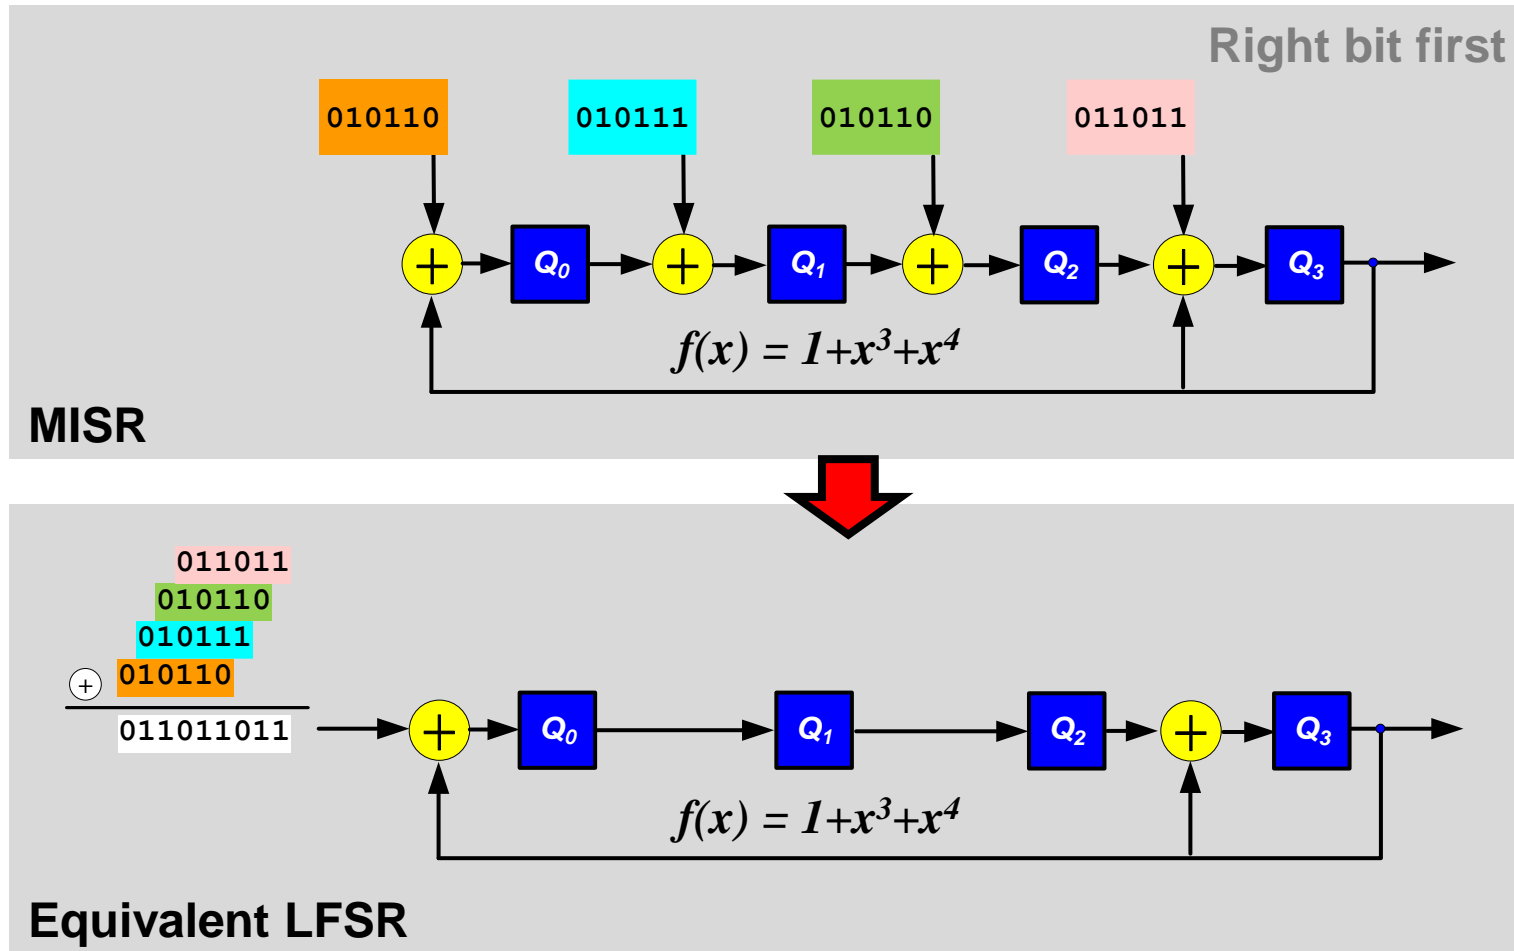 Right bit first
010110 010111 010110 011011
+ Q0 + Q1 + Q2 + Q3
f(x) = 1+x³+x⁴
MISR
011011
010110
010111
+ 010110
011011011
+ Q0 Q1 Q2 + Q3
f(x) = 1+x³+x⁴
Equivalent LFSR